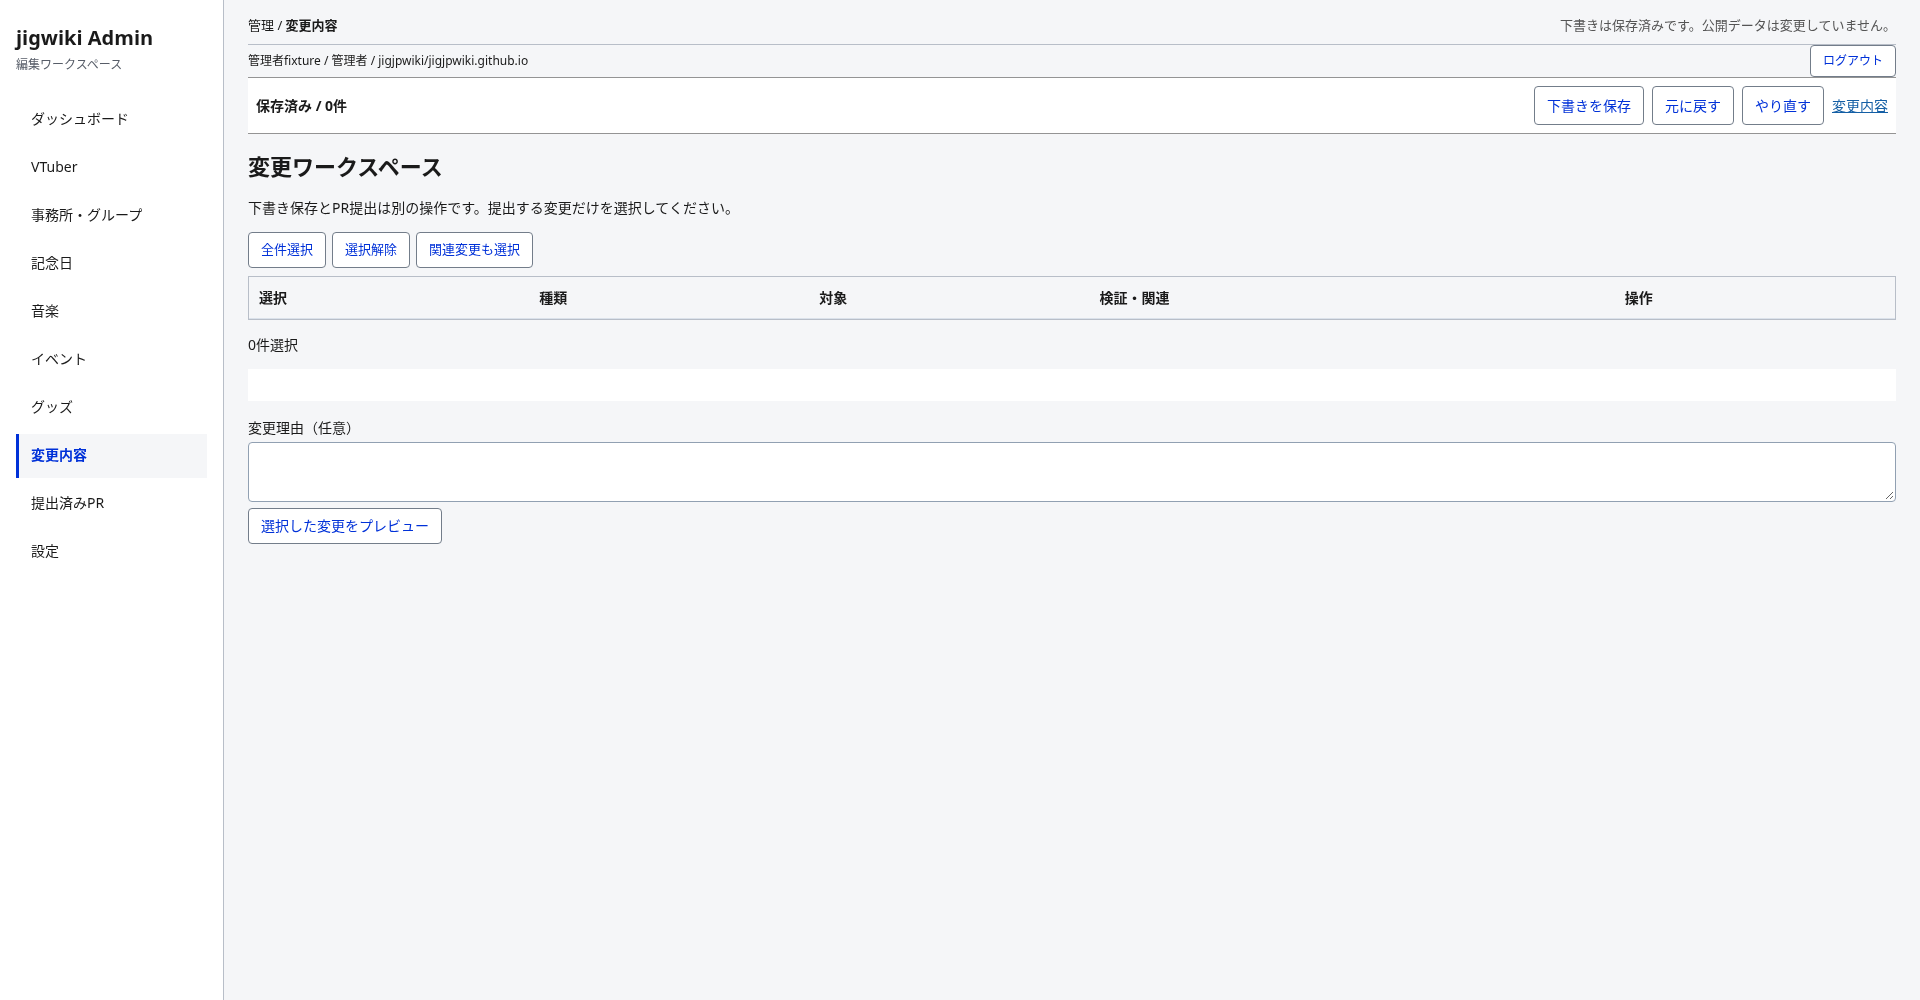 jigwiki Admin
編集ワークスペース
ダッシュボード
VTuber
事務所・グループ
記念日
音楽
イベント
グッズ
変更内容
提出済みPR
設定
管理 / 変更内容
下書きは保存済みです。公開データは変更していません。
管理者fixture / 管理者 / jigjpwiki/jigjpwiki.github.io
ログアウト
保存済み / 0件
下書きを保存
元に戻す
やり直す
変更内容
変更ワークスペース
下書き保存とPR提出は別の操作です。提出する変更だけを選択してください。
全件選択
選択解除
関連変更も選択
選択 種類 対象 検証・関連 操作
0件選択
変更理由（任意）
選択した変更をプレビュー